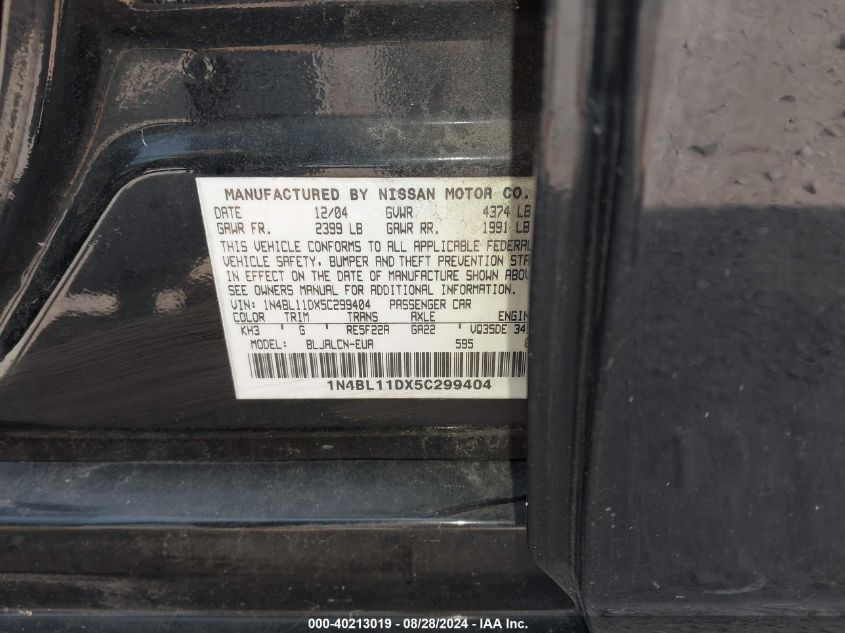 MANUFACTURED BY NISSAN MOTOR CO.
DATE 12/04 GVWR 4374 LB
GAWR FR. 2399 LB GAWR RR. 1991 LB
THIS VEHICLE CONFORMS TO ALL APPLICABLE FEDERAL
VEHICLE SAFETY, BUMPER AND THEFT PREVENTION
IN EFFECT ON THE DATE OF MANUFACTURE SHOWN
SEE OWNERS MANUAL FOR ADDITIONAL INFORMATION.
VIN: 1N4BL11DX5C299404 PASSENGER CAR
COLOR TRIM TRANS AXLE
KH3 G RE5F22A GA22 VQ35DE
MODEL: BLJALCN-EUA 595
1N4BL11DX5C299404
000-40213019 - 08/28/2024 - IAA Inc.